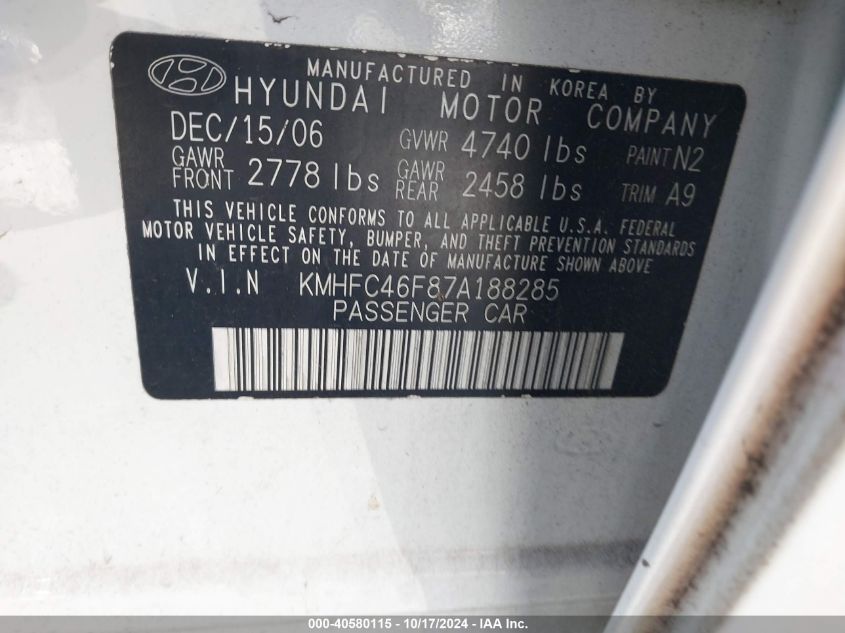 MANUFACTURED IN KOREA BY
HYUNDAI MOTOR COMPANY
DEC/15/06 GVWR 4740 lbs PAINT N2
GAWR FRONT 2778 lbs GAWR REAR 2458 lbs TRIM A9
THIS VEHICLE CONFORMS TO ALL APPLICABLE U.S.A. FEDERAL
MOTOR VEHICLE SAFETY, BUMPER, AND THEFT PREVENTION STANDARDS
IN EFFECT ON THE DATE OF MANUFACTURE SHOWN ABOVE
V.I.N KMHFC46F87A188285
PASSENGER CAR
000-40580115 - 10/17/2024 - IAA Inc.